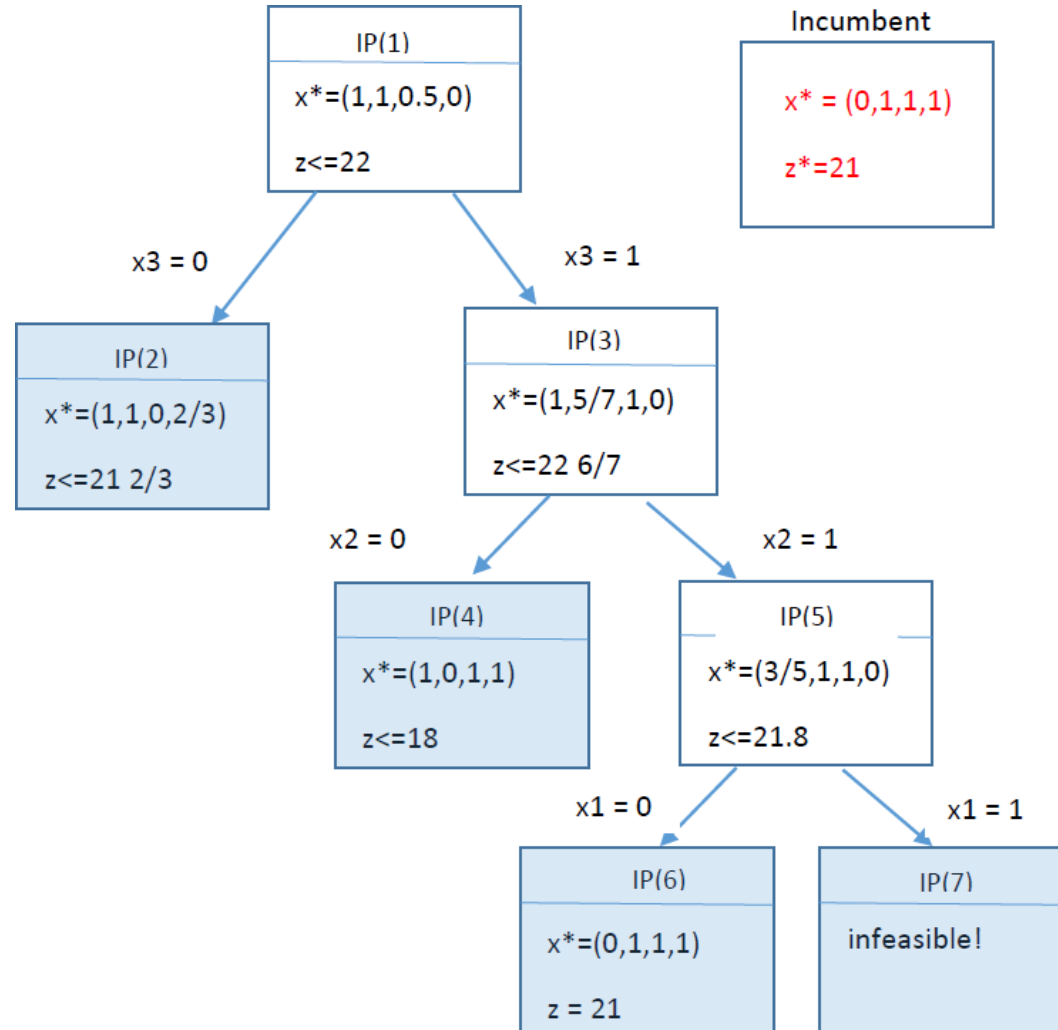 Incumbent
IP(1)
x*=(1,1,0.5,0)
z<=22
x* = (0,1,1,1)
z*=21
x3 = 0
x3 = 1
IP(2)
x*=(1,1,0,2/3)
z<=21 2/3
IP(3)
x*=(1,5/7,1,0)
z<=22 6/7
x2 = 0
x2 = 1
IP(4)
x*=(1,0,1,1)
z<=18
IP(5)
x*=(3/5,1,1,0)
z<=21.8
x1 = 0
x1 = 1
IP(6)
x*=(0,1,1,1)
z = 21
IP(7)
infeasible!